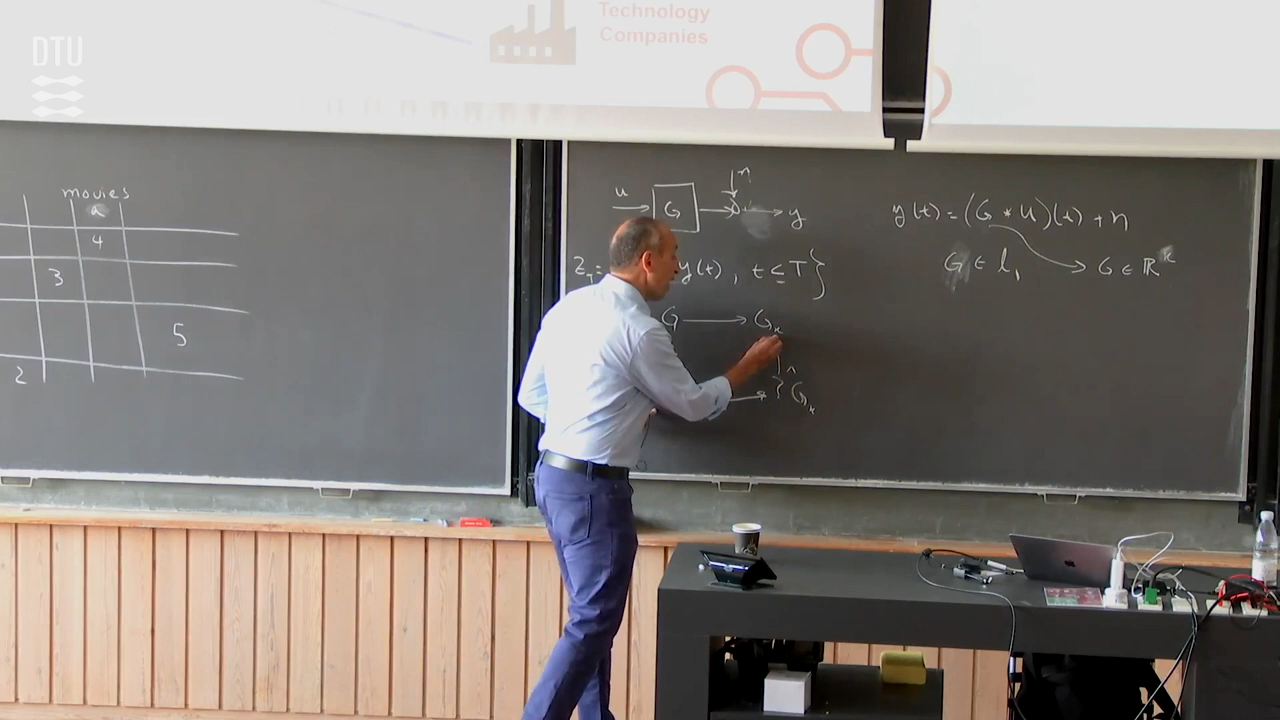 Technology
Companies
DTU
movies
a
4
3
5
2
u
G
n
y
y(t) = (G * u)(t) + n
G ∈ l₁
G ∈ ℝᵏ
y(t), t ≤ T}
G → Gₖ
Ĝₖ